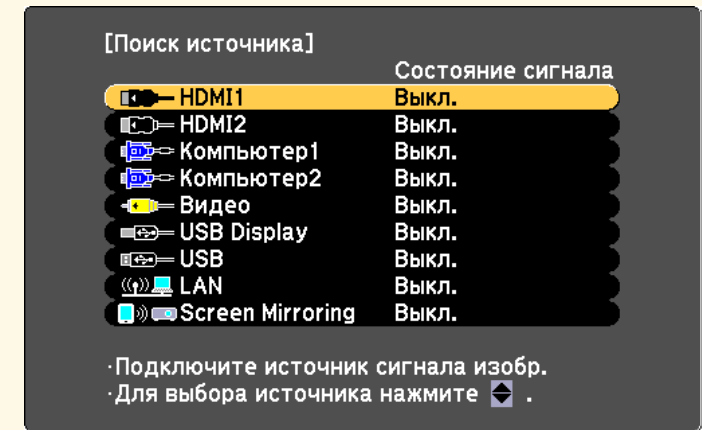 [Поиск источника]
Состояние сигнала
HDMI1 Выкл.
HDMI2 Выкл.
Компьютер1 Выкл.
Компьютер2 Выкл.
Видео Выкл.
USB Display Выкл.
USB Выкл.
LAN Выкл.
Screen Mirroring Выкл.
·Подключите источник сигнала изобр.
·Для выбора источника нажмите .